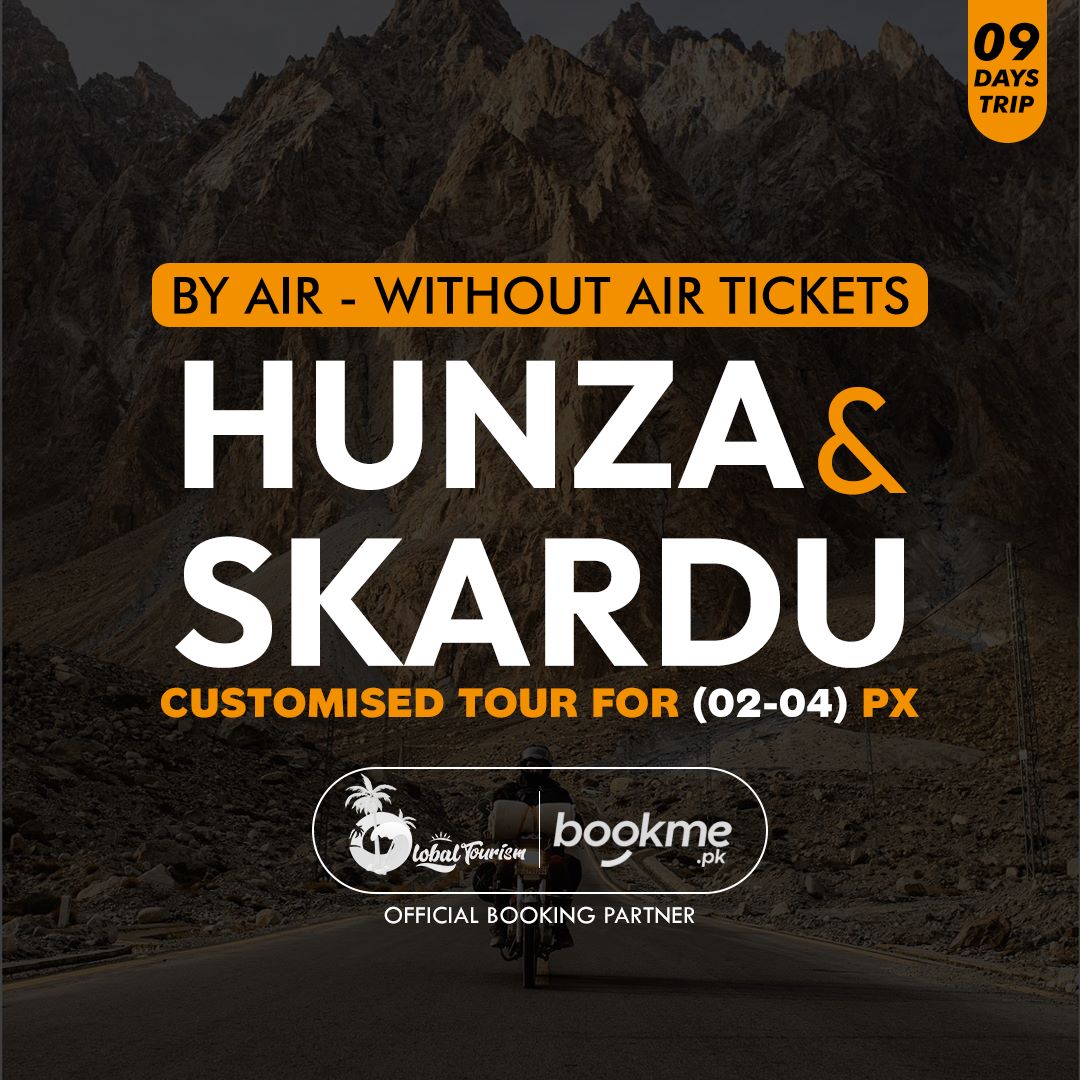 09
DAYS
TRIP
BY AIR - WITHOUT AIR TICKETS
HUNZA &
SKARDU
CUSTOMISED TOUR FOR (02-04) PX
Global Tourism
bookme
.pk
OFFICIAL BOOKING PARTNER